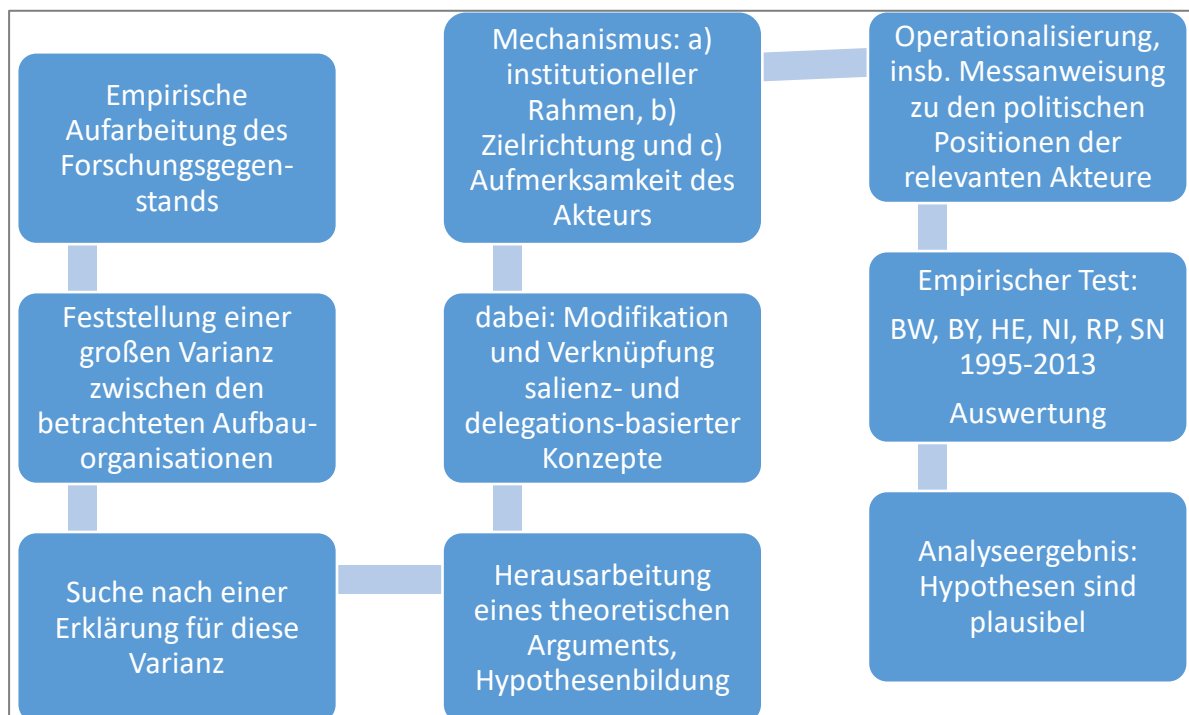 Empirische
Aufarbeitung des
Forschungsgegen-
stands
Feststellung einer
großen Varianz
zwischen den
betrachteten Aufbau-
organisationen
Suche nach einer
Erklärung für diese
Varianz
Herausarbeitung
eines theoretischen
Arguments,
Hypothesenbildung
dabei: Modifikation
und Verknüpfung
salienz- und
delegations-basierter
Konzepte
Mechanismus: a)
institutioneller
Rahmen, b)
Zielrichtung und c)
Aufmerksamkeit des
Akteurs
Operationalisierung,
insb. Messanweisung
zu den politischen
Positionen der
relevanten Akteure
Empirischer Test:
BW, BY, HE, NI, RP, SN
1995-2013
Auswertung
Analyseergebnis:
Hypothesen sind
plausibel